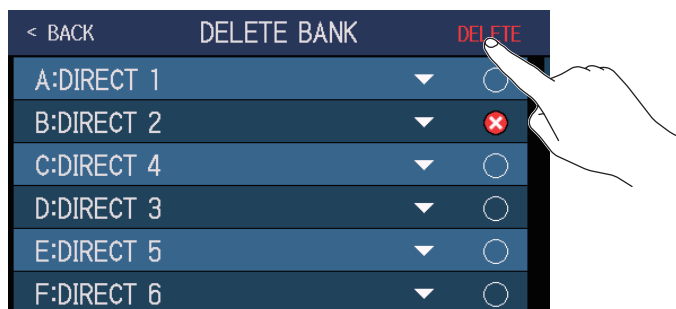 < BACK DELETE BANK DELETE
A:DIRECT 1
B:DIRECT 2
C:DIRECT 4
D:DIRECT 3
E:DIRECT 5
F:DIRECT 6